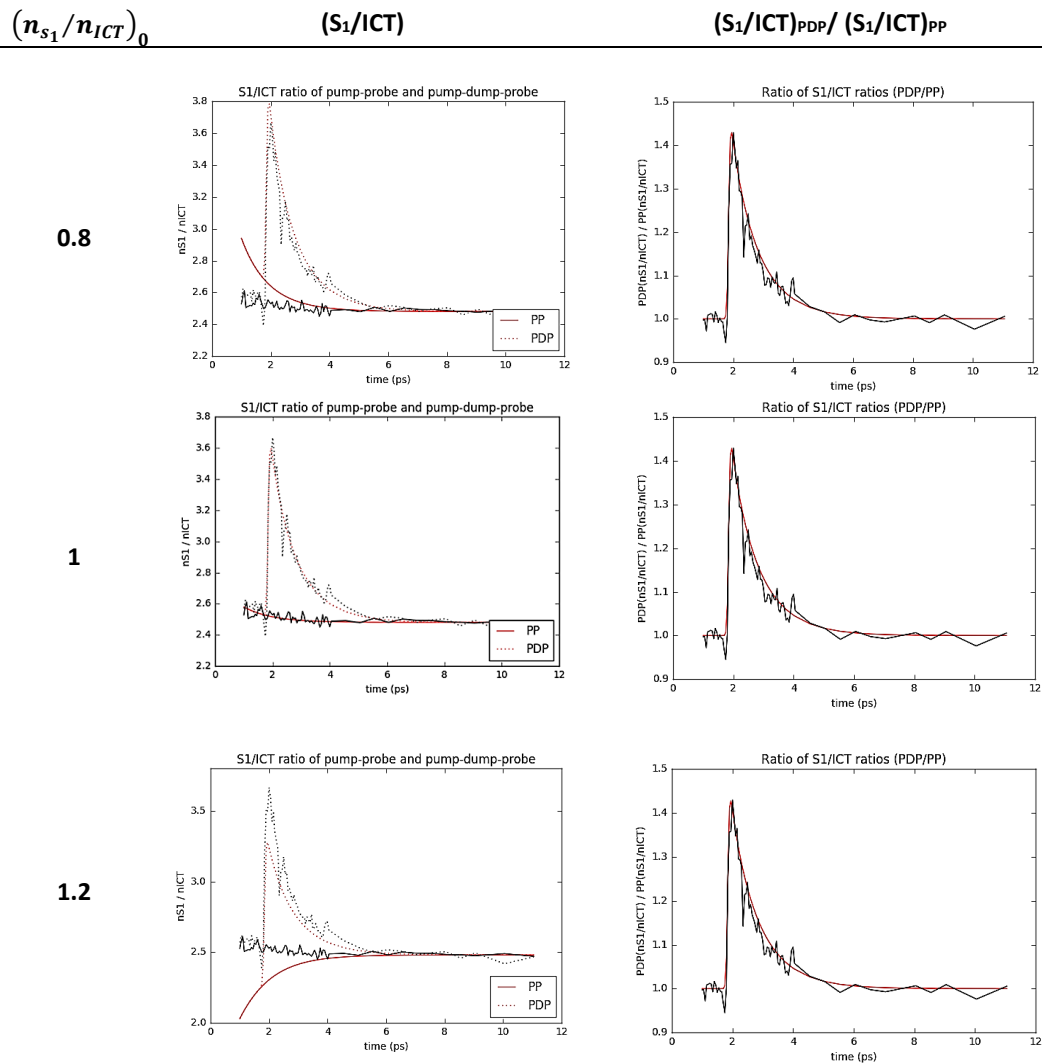 (n_{s_1}/n_{ICT})_0 (S₁/ICT) (S₁/ICT)PDP/ (S₁/ICT)PP
S1/ICT ratio of pump-probe and pump-dump-probe
nS1 / nICT
3.8
3.6
3.4
3.2
3.0
2.8
2.6
2.4
2.2
0 2 4 6 8 10 12
time (ps)
PP
PDP
Ratio of S1/ICT ratios (PDP/PP)
PDP(nS1/nICT) / PP(nS1/nICT)
1.5
1.4
1.3
1.2
1.1
1.0
0.9
0 2 4 6 8 10 12
time (ps)
0.8
S1/ICT ratio of pump-probe and pump-dump-probe
nS1 / nICT
3.8
3.6
3.4
3.2
3.0
2.8
2.6
2.4
2.2
0 2 4 6 8 10 12
time (ps)
PP
PDP
Ratio of S1/ICT ratios (PDP/PP)
PDP(nS1/nICT) / PP(nS1/nICT)
1.5
1.4
1.3
1.2
1.1
1.0
0.9
0 2 4 6 8 10 12
time (ps)
1
S1/ICT ratio of pump-probe and pump-dump-probe
nS1 / nICT
3.5
3.0
2.5
2.0
0 2 4 6 8 10 12
time (ps)
PP
PDP
Ratio of S1/ICT ratios (PDP/PP)
PDP(nS1/nICT) / PP(nS1/nICT)
1.5
1.4
1.3
1.2
1.1
1.0
0.9
0 2 4 6 8 10 12
time (ps)
1.2